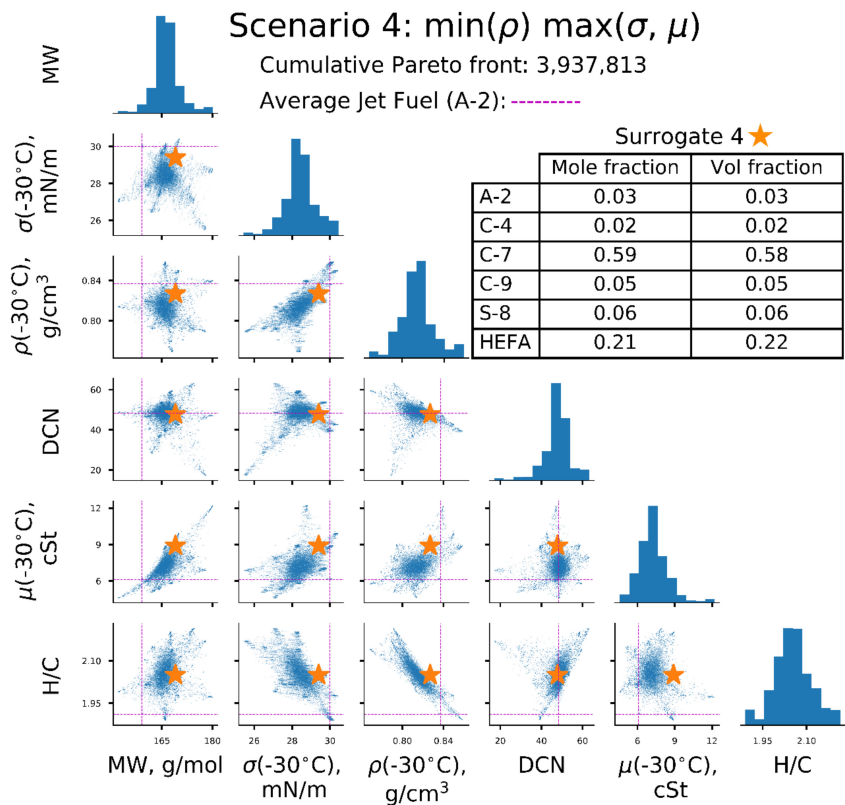 Scenario 4: min(ρ) max(σ, μ)
Cumulative Pareto front: 3,937,813
Average Jet Fuel (A-2):
MW
Surrogate 4
Mole fraction Vol fraction
A-2 0.03 0.03
C-4 0.02 0.02
C-7 0.59 0.58
C-9 0.05 0.05
S-8 0.06 0.06
HEFA 0.21 0.22
σ(-30°C),
mN/m
30
28
26
ρ(-30°C),
g/cm³
0.84
0.80
DCN
60
40
20
μ(-30°C),
cSt
12
9
6
H/C
2.10
1.95
165 180
26 28 30
0.80 0.84
20 40 60
6 9 12
1.95 2.10
MW, g/mol
σ(-30°C),
mN/m
ρ(-30°C),
g/cm³
DCN
μ(-30°C),
cSt
H/C